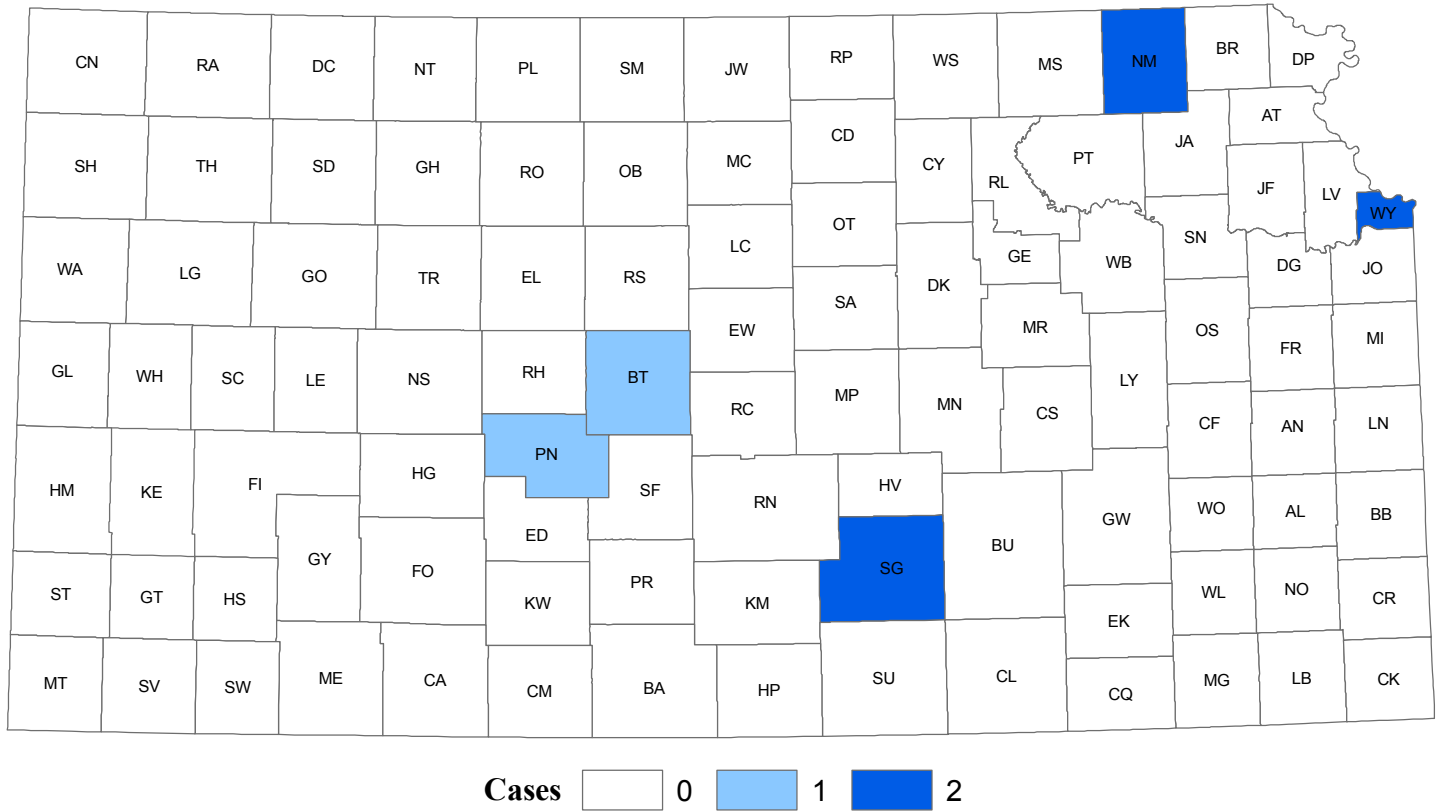 CN RA DC NT PL SM JW RP WS MS NM BR DP
SH TH SD GH RO OB MC CD CY RL PT JA AT
JF LV WY
WA LG GO TR EL RS LC OT DK GE WB SN DG JO
GL WH SC LE NS RH BT EW SA MR OS FR MI
RC MP MN CS LY CF AN LN
HM KE FI HG PN SF RN HV BU GW WO AL BB
ST GT HS GY FO ED KW PR KM SG EK WL NO CR
MT SV SW ME CA CM BA HP SU CL CQ MG LB CK
Cases 0 1 2